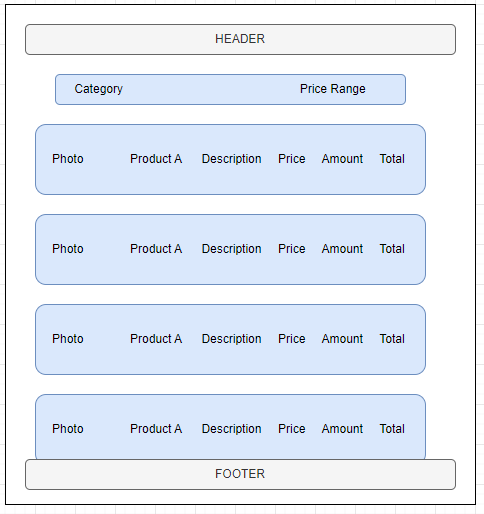 HEADER
Category Price Range
Photo Product A Description Price Amount Total
Photo Product A Description Price Amount Total
Photo Product A Description Price Amount Total
Photo Product A Description Price Amount Total
FOOTER